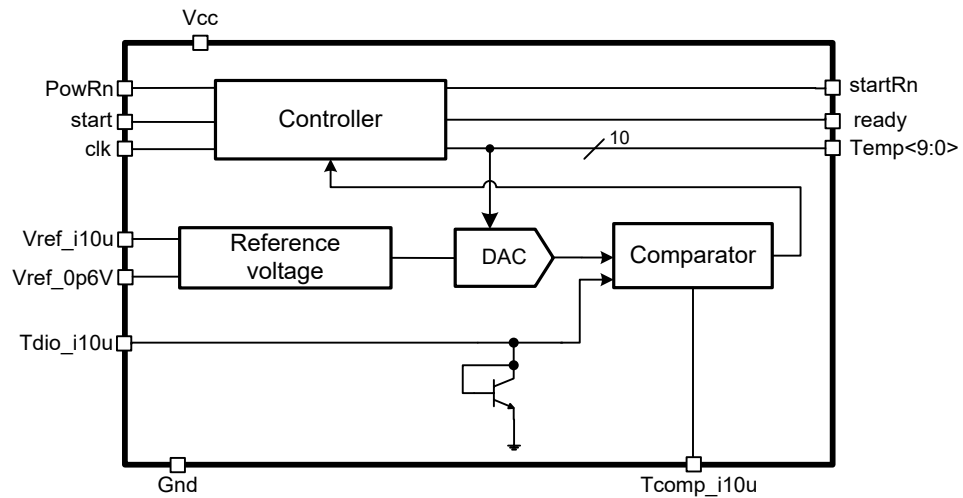 Vcc
PowRn
start
clk
Controller
startRn
ready
10
Temp<9:0>
Vref_i10u
Vref_0p6V
Reference
voltage
DAC
Comparator
Tdio_i10u
Gnd
Tcomp_i10u